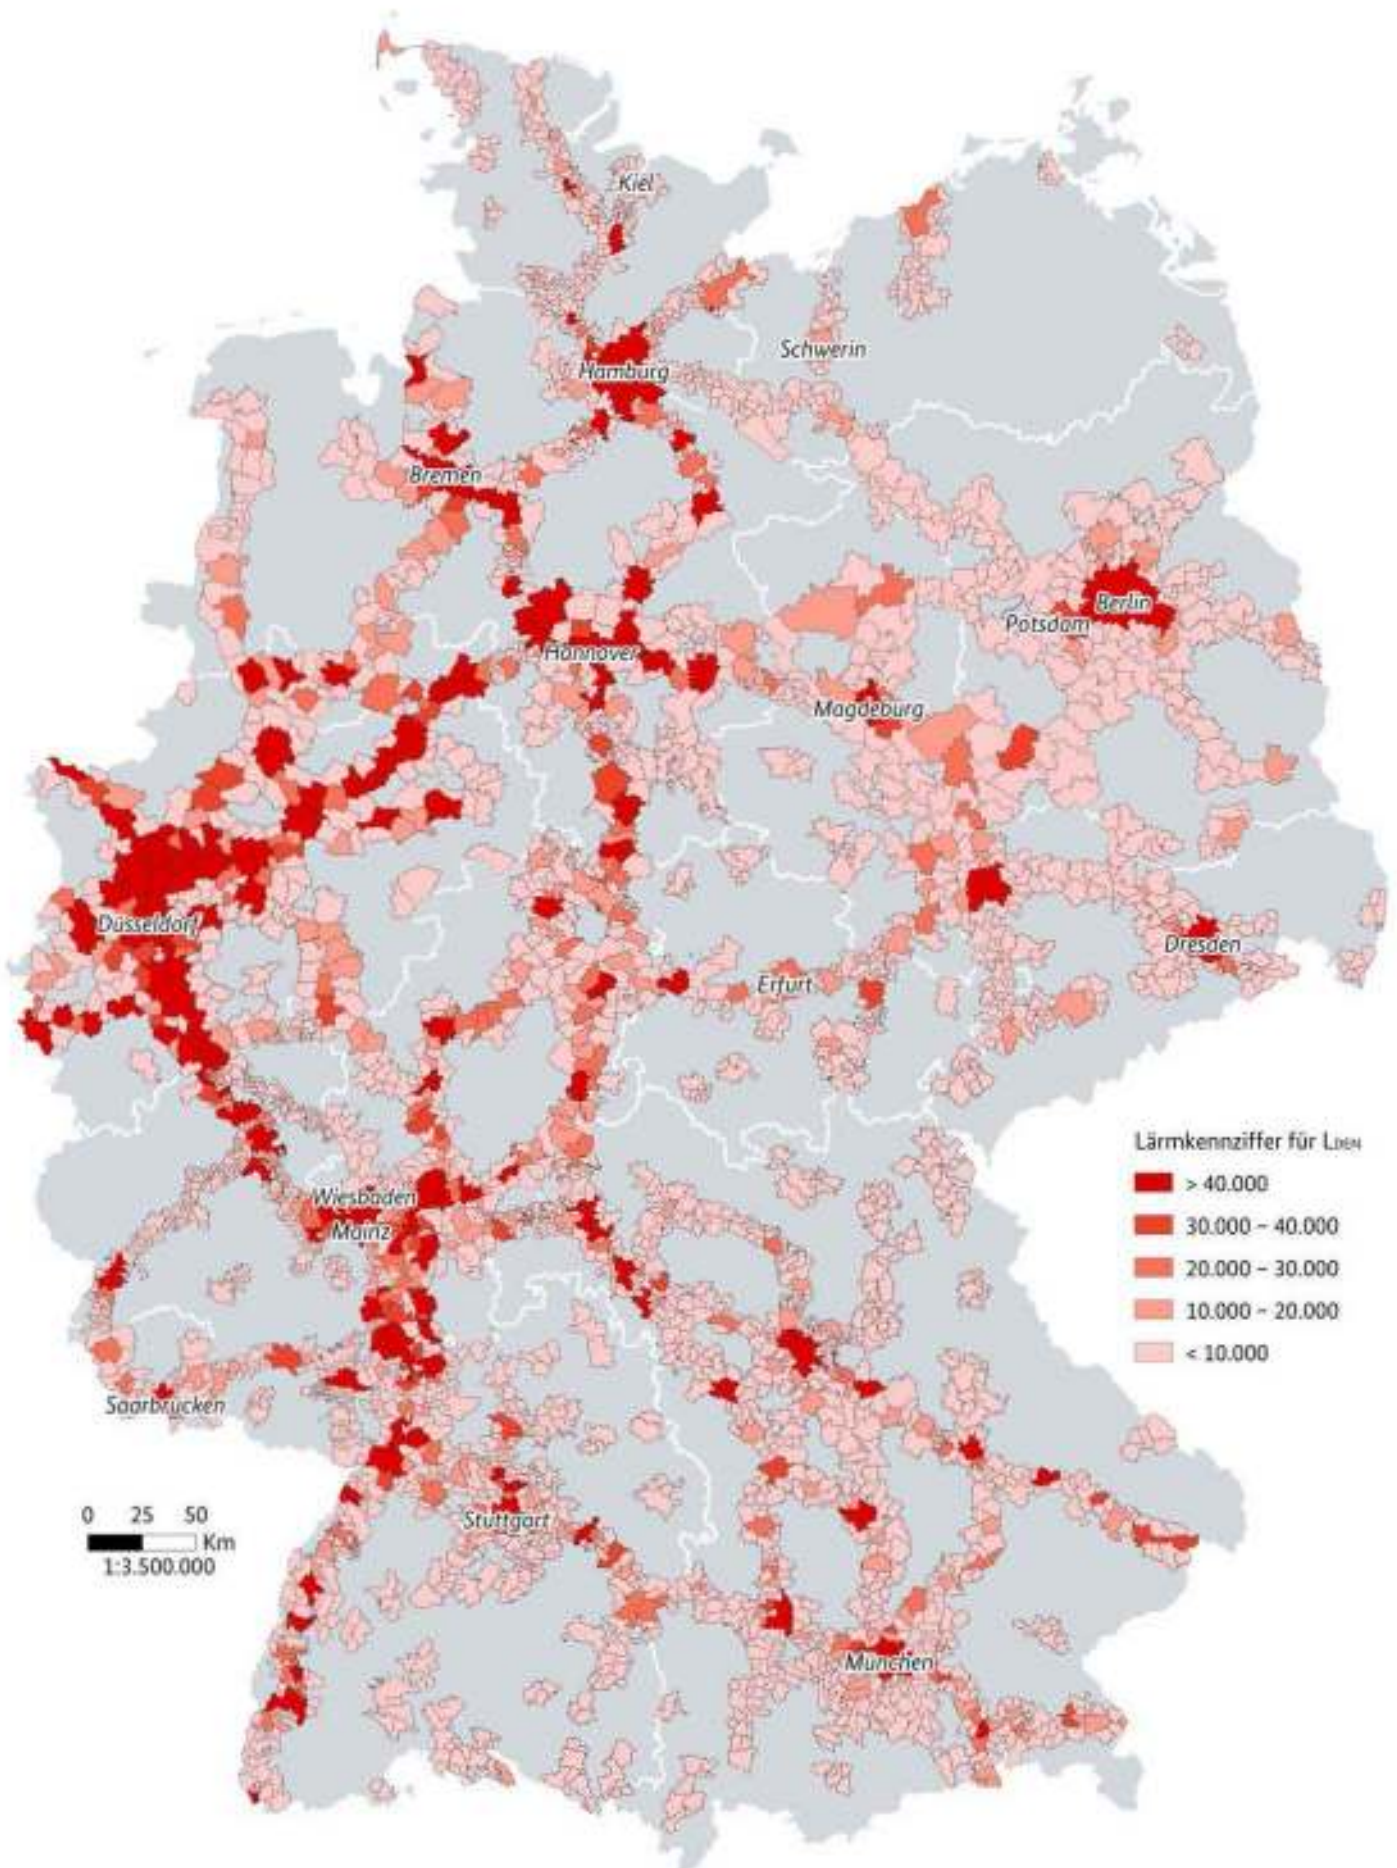 Kiel
Schwerin
Hamburg
Bremen
Berlin
Potsdam
Hannover
Magdeburg
Düsseldorf
Dresden
Erfurt
Wiesbaden
Mainz
Saarbrücken
Stuttgart
München
Lärmkennziffer für LDEN
> 40.000
30.000 – 40.000
20.000 – 30.000
10.000 – 20.000
< 10.000
0 25 50
Km
1:3.500.000